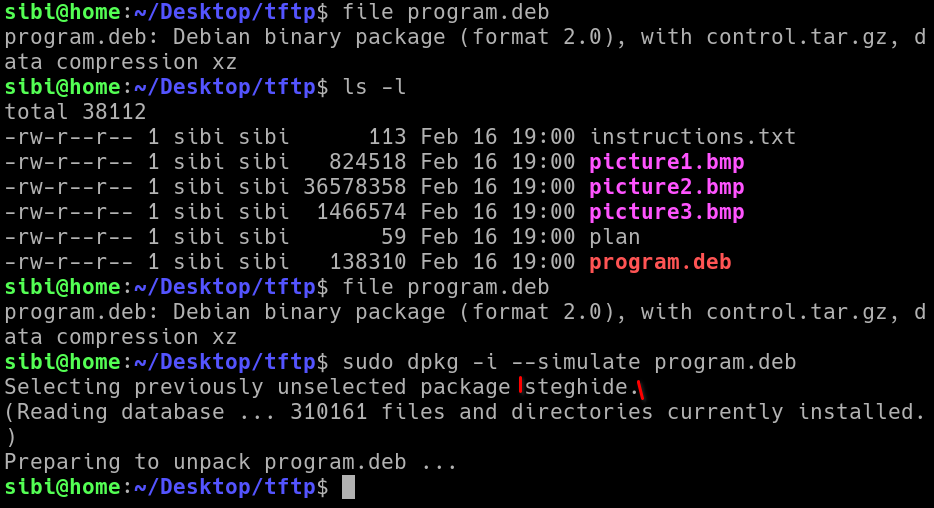 sibi@home:~/Desktop/tftp$ file program.deb
program.deb: Debian binary package (format 2.0), with control.tar.gz, d
ata compression xz
sibi@home:~/Desktop/tftp$ ls -l
total 38112
-rw-r--r-- 1 sibi sibi      113 Feb 16 19:00 instructions.txt
-rw-r--r-- 1 sibi sibi   824518 Feb 16 19:00 picture1.bmp
-rw-r--r-- 1 sibi sibi 36578358 Feb 16 19:00 picture2.bmp
-rw-r--r-- 1 sibi sibi  1466574 Feb 16 19:00 picture3.bmp
-rw-r--r-- 1 sibi sibi       59 Feb 16 19:00 plan
-rw-r--r-- 1 sibi sibi   138310 Feb 16 19:00 program.deb
sibi@home:~/Desktop/tftp$ file program.deb
program.deb: Debian binary package (format 2.0), with control.tar.gz, d
ata compression xz
sibi@home:~/Desktop/tftp$ sudo dpkg -i --simulate program.deb
Selecting previously unselected package steghide.
(Reading database ... 310161 files and directories currently installed.
)
Preparing to unpack program.deb ...
sibi@home:~/Desktop/tftp$